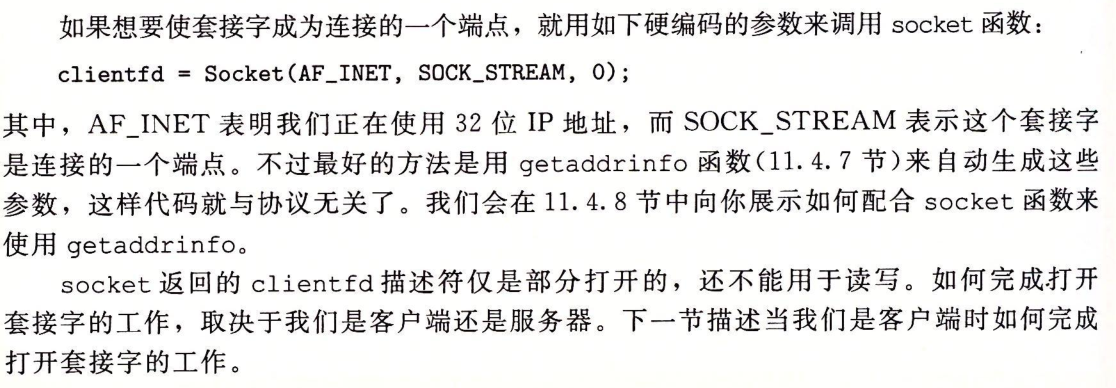 如果想要使套接字成为连接的一个端点，就用如下硬编码的参数来调用 socket 函数：
clientfd = Socket(AF_INET, SOCK_STREAM, 0);
其中，AF_INET 表明我们正在使用 32 位 IP 地址，而 SOCK_STREAM 表示这个套接字
是连接的一个端点。不过最好的方法是用 getaddrinfo 函数(11.4.7 节)来自动生成这些
参数，这样代码就与协议无关了。我们会在 11.4.8 节中向你展示如何配合 socket 函数来
使用 getaddrinfo。
socket 返回的 clientfd 描述符仅是部分打开的，还不能用于读写。如何完成打开
套接字的工作，取决于我们是客户端还是服务器。下一节描述当我们是客户端时如何完成
打开套接字的工作。